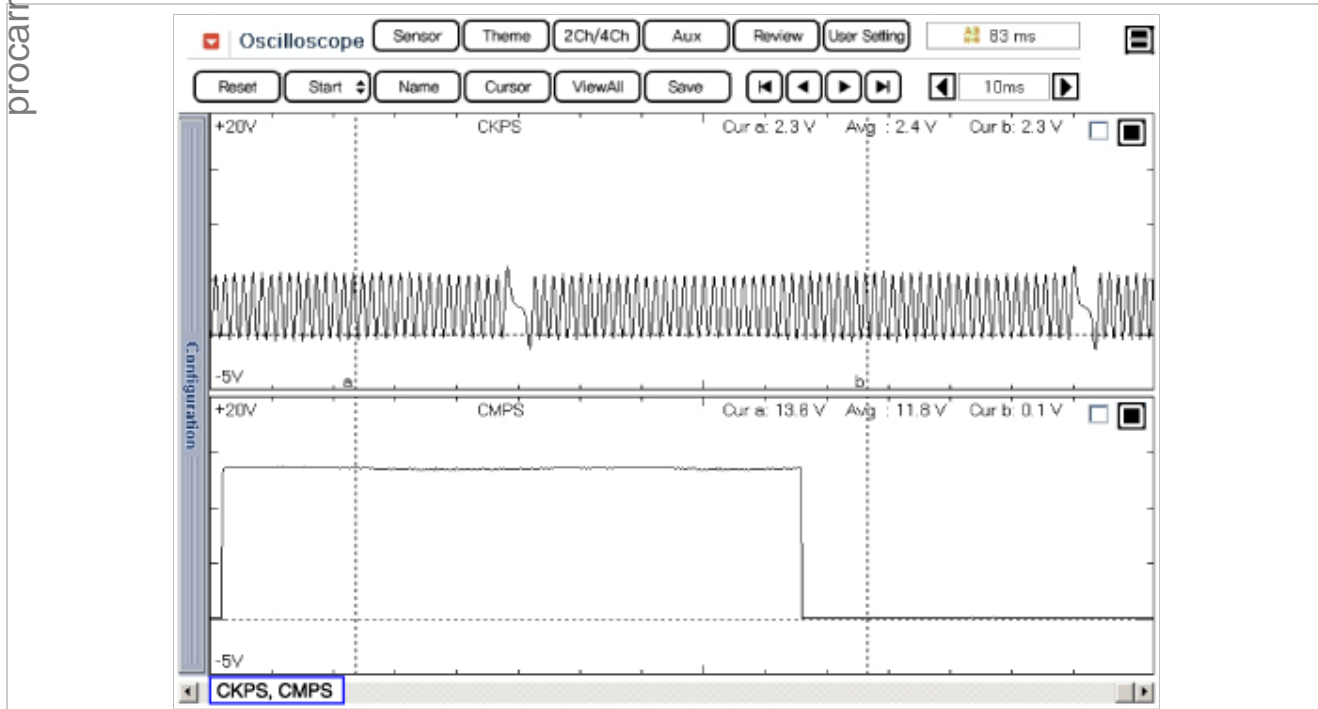 procarm
Oscilloscope Sensor Theme 2Ch/4Ch Aux Review User Setting 83 ms
Reset Start Name Cursor ViewAll Save 10ms
+20V CKPS Cur a: 2.3 V Avg : 2.4 V Cur b: 2.3 V
Configuration
-5V a b
+20V CMPS Cur a: 13.6 V Avg : 11.8 V Cur b: 0.1 V
-5V
CKPS, CMPS